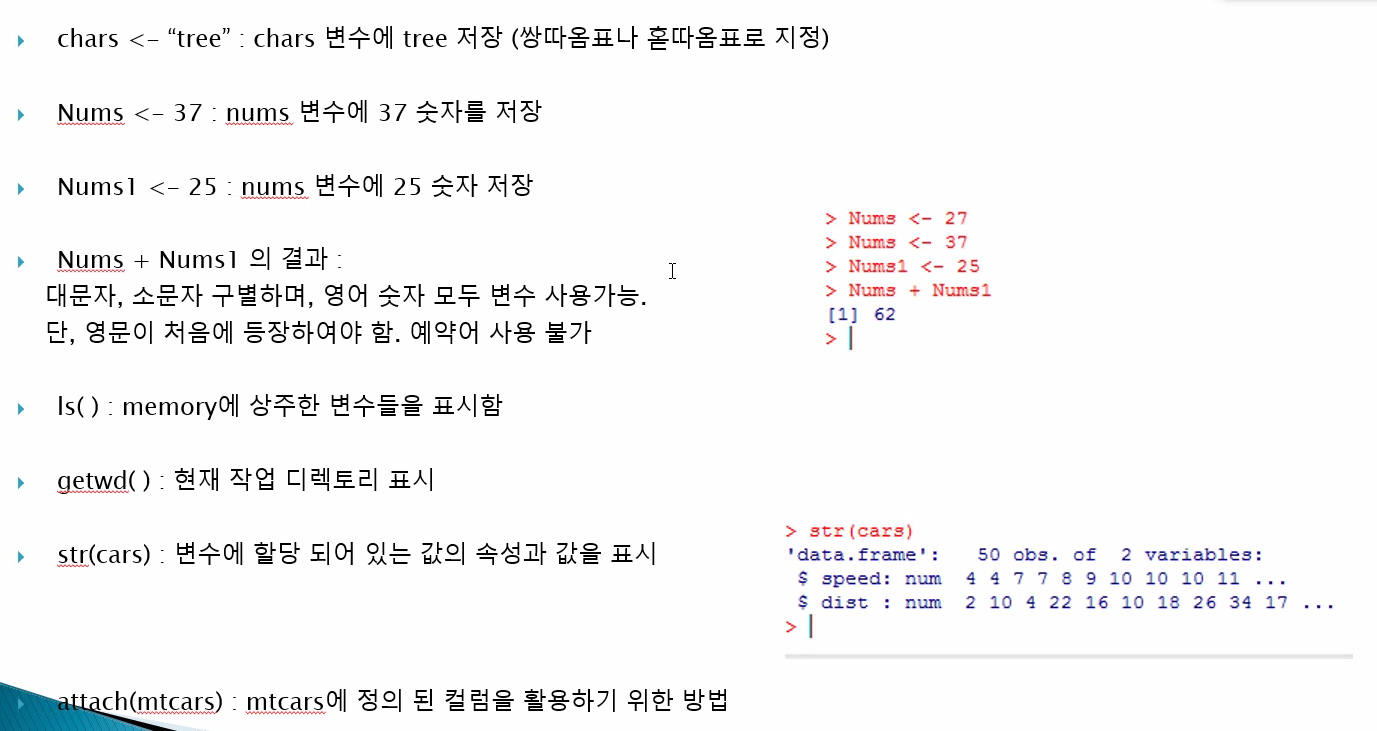 chars <- “tree” : chars 변수에 tree 저장 (쌍따옴표나 홑따옴표로 지정)
Nums <- 37 : nums 변수에 37 숫자를 저장
Nums1 <- 25 : nums 변수에 25 숫자 저장
Nums + Nums1 의 결과 :
대문자, 소문자 구별하며, 영어 숫자 모두 변수 사용가능.
단, 영문이 처음에 등장하여야 함. 예약어 사용 불가
> Nums <- 27
> Nums <- 37
> Nums1 <- 25
> Nums + Nums1
[1] 62
>
ls( ) : memory에 상주한 변수들을 표시함
getwd( ) : 현재 작업 디렉토리 표시
str(cars) : 변수에 할당 되어 있는 값의 속성과 값을 표시
> str(cars)
'data.frame':   50 obs. of  2 variables:
 $ speed: num  4 4 7 7 8 9 10 10 10 11 ...
 $ dist : num  2 10 4 22 16 10 18 26 34 17 ...
>
attach(mtcars) : mtcars에 정의 된 컬럼을 활용하기 위한 방법